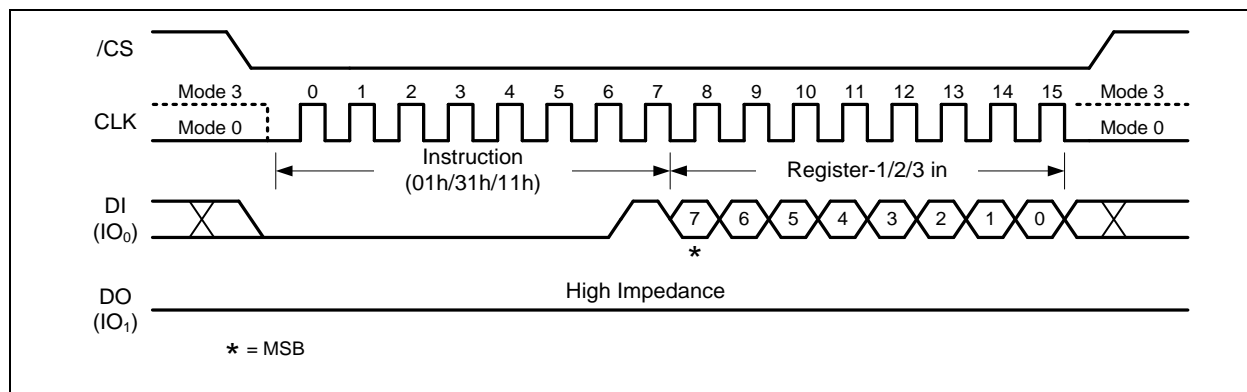 /CS
Mode 3 0 1 2 3 4 5 6 7 8 9 10 11 12 13 14 15 Mode 3
CLK
Mode 0 Mode 0
Instruction
(01h/31h/11h)
Register-1/2/3 in
DI
(IO₀)
7 6 5 4 3 2 1 0
*
High Impedance
DO
(IO₁)
* = MSB